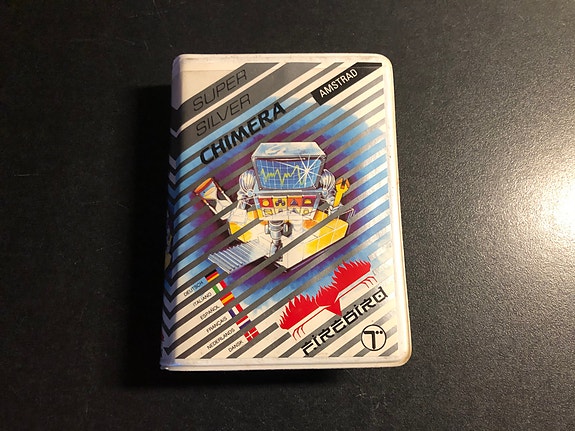 SUPER
SILVER
CHIMERA
AMSTRAD
DEUTSCH
ITALIANO
ESPAÑOL
FRANÇAIS
NEDERLANDS
DANSK
FIREBIRD